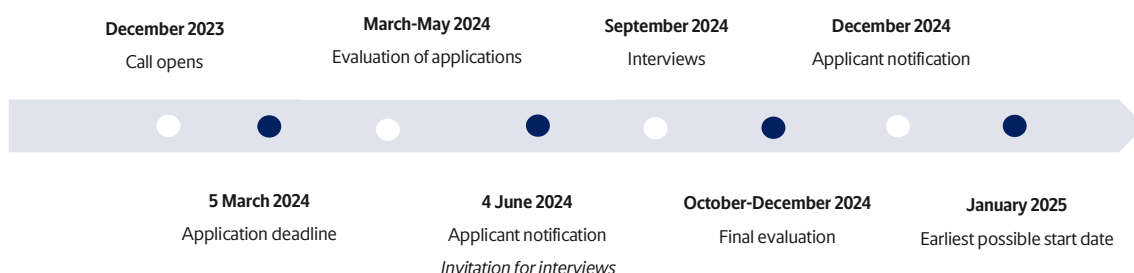 December 2023
Call opens
March-May 2024
Evaluation of applications
September 2024
Interviews
December 2024
Applicant notification
5 March 2024
Application deadline
4 June 2024
Applicant notification
Invitation for interviews
October-December 2024
Final evaluation
January 2025
Earliest possible start date